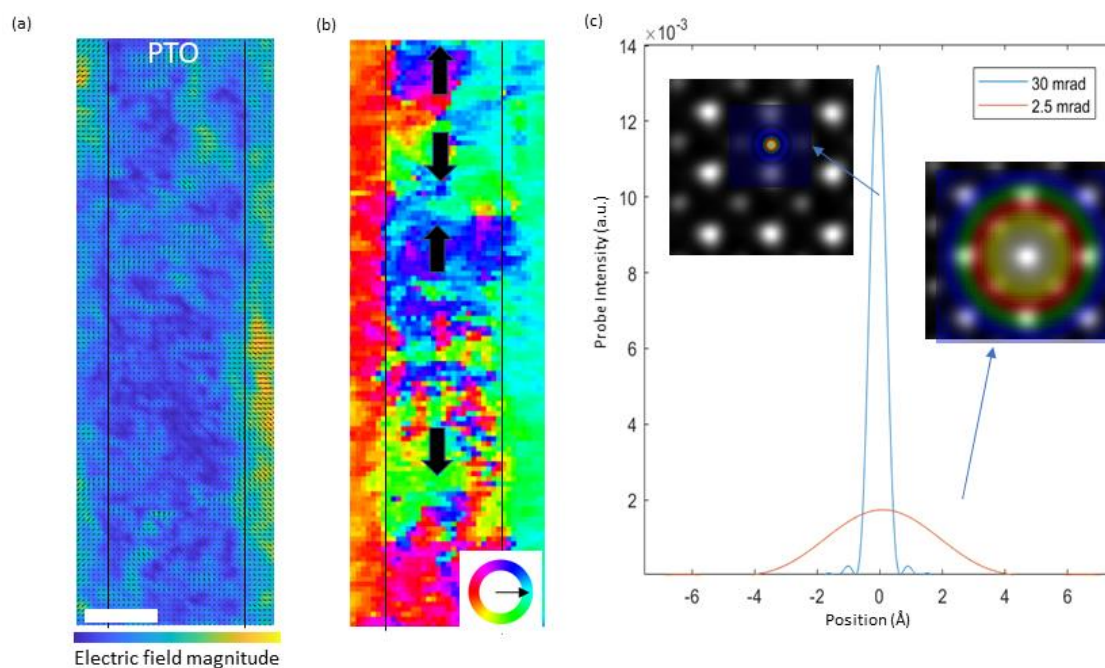 (a)
PTO
Electric field magnitude
(b)
(c)
×10⁻³
14
12
10
8
6
4
2
Probe Intensity (a.u.)
-6
-4
-2
0
2
4
6
Position (Å)
30 mrad
2.5 mrad